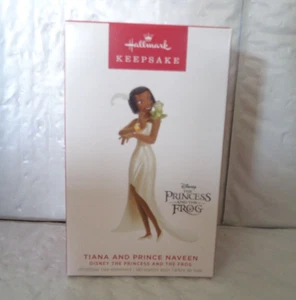 Hallmark
KEEPSAKE
Disney
THE
PRINCESS
AND THE
FROG
TIANA AND PRINCE NAVEEN
DISNEY THE PRINCESS AND THE FROG